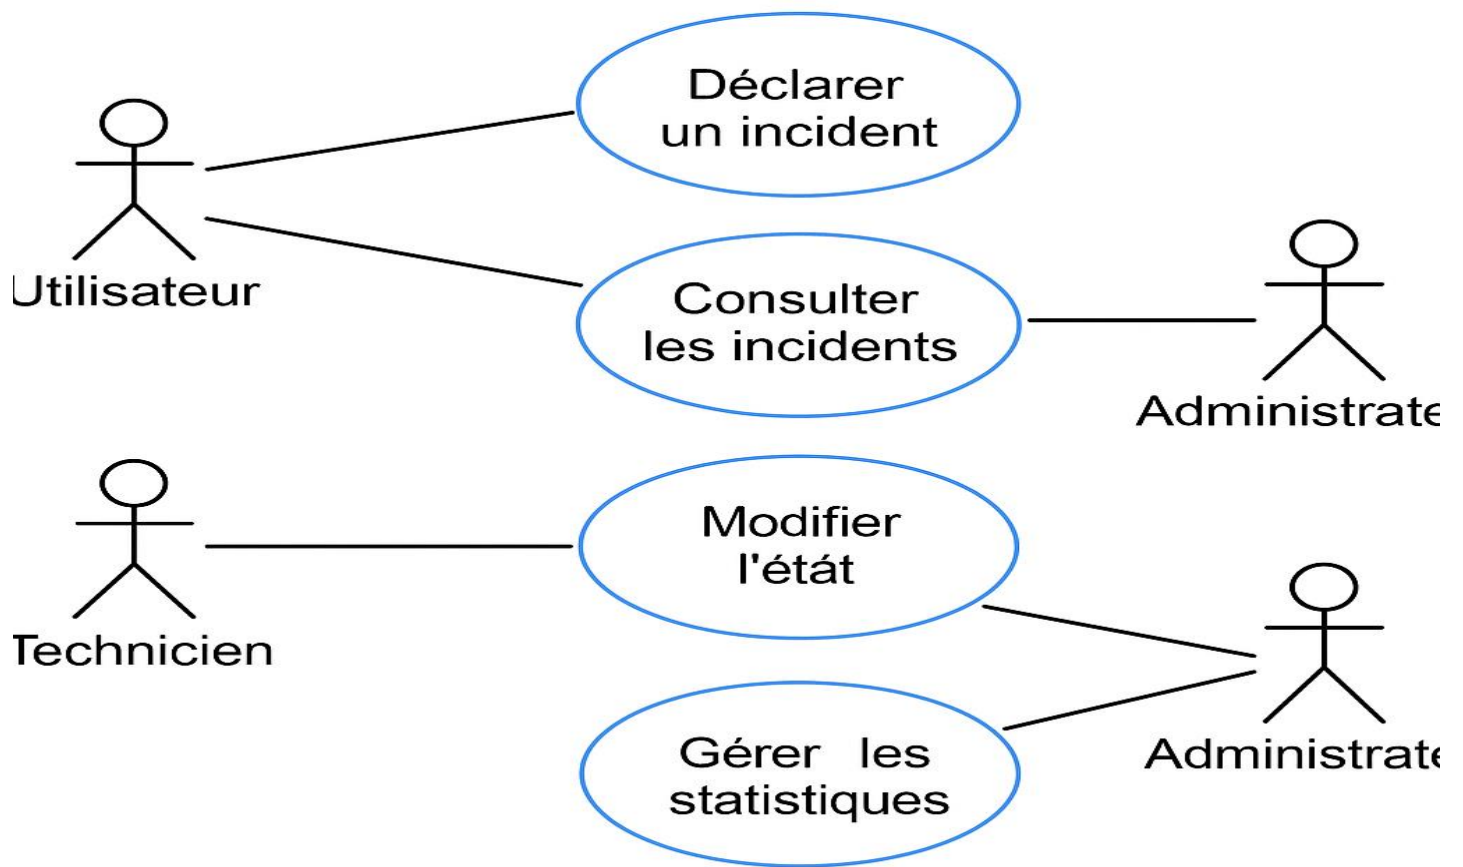 Déclarer
un incident
Utilisateur
Consulter
les incidents
Administrate
Modifier
l'étát
Technicien
Gérer les
statistiques
Administrate